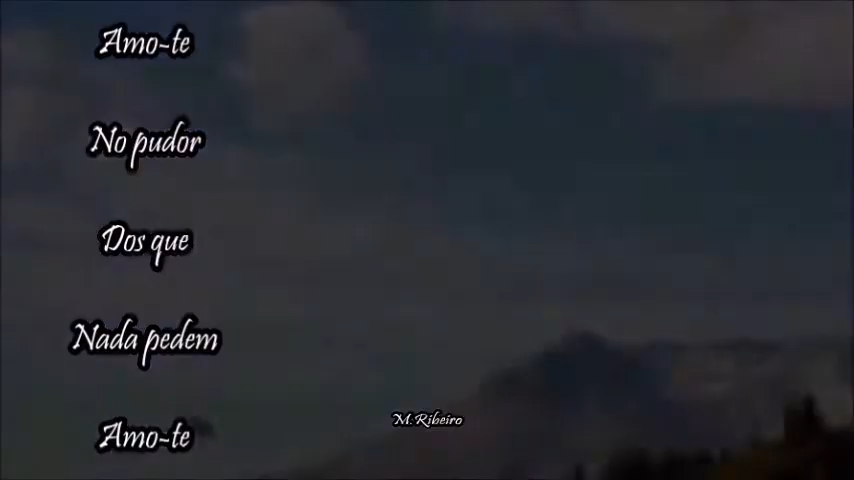 Amo-te
No pudor
Dos que
Nada pedem
Amo-te
M. Ribeiro